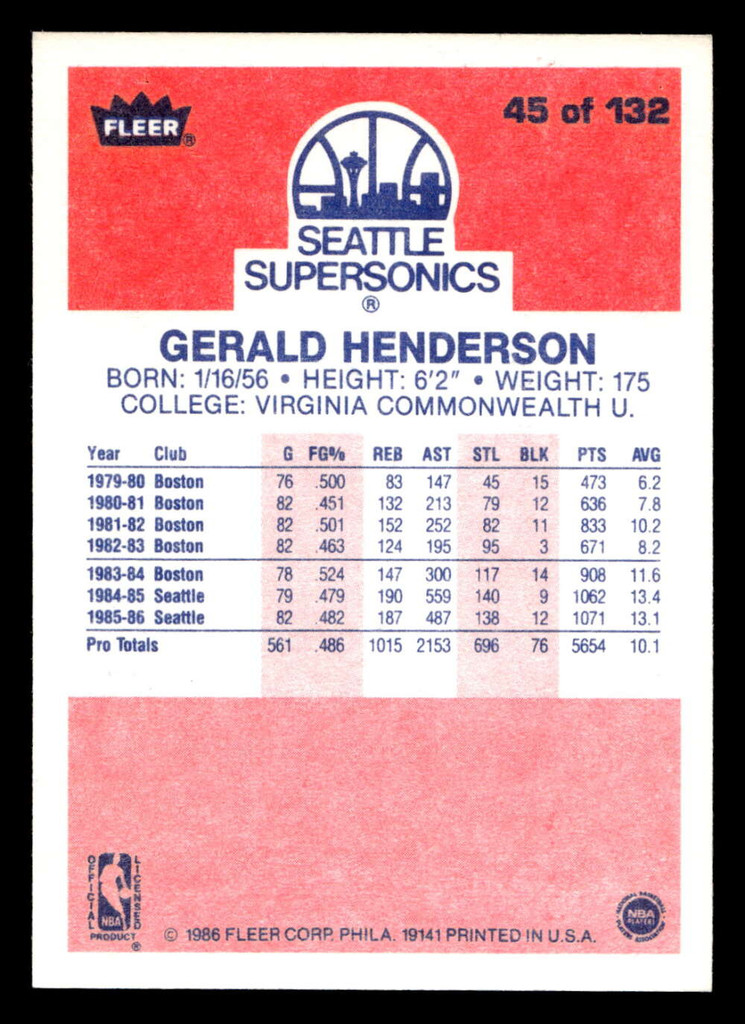 FLEER®
45 of 132
SEATTLE
SUPERSONICS
®
GERALD HENDERSON
BORN: 1/16/56 • HEIGHT: 6'2" • WEIGHT: 175
COLLEGE: VIRGINIA COMMONWEALTH U.
Year Club G FG% REB AST STL BLK PTS AVG
1979-80 Boston 76 .500 83 147 45 15 473 6.2
1980-81 Boston 82 .451 132 213 79 12 636 7.8
1981-82 Boston 82 .501 152 252 82 11 833 10.2
1982-83 Boston 82 .463 124 195 95 3 671 8.2
1983-84 Boston 78 .524 147 300 117 14 908 11.6
1984-85 Seattle 79 .479 190 559 140 9 1062 13.4
1985-86 Seattle 82 .482 187 487 138 12 1071 13.1
Pro Totals 561 .486 1015 2153 696 76 5654 10.1
OFFICIAL LICENSED
NBA
PRODUCT ®
© 1986 FLEER CORP. PHILA. 19141 PRINTED IN U.S.A.
NATIONAL BASKETBALL
NBA
PLAYERS